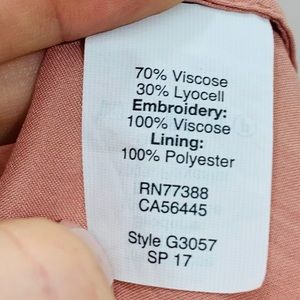 70% Viscose
30% Lyocell
Embroidery:
100% Viscose
Lining:
100% Polyester
RN77388
CA56445
Style G3057
SP 17